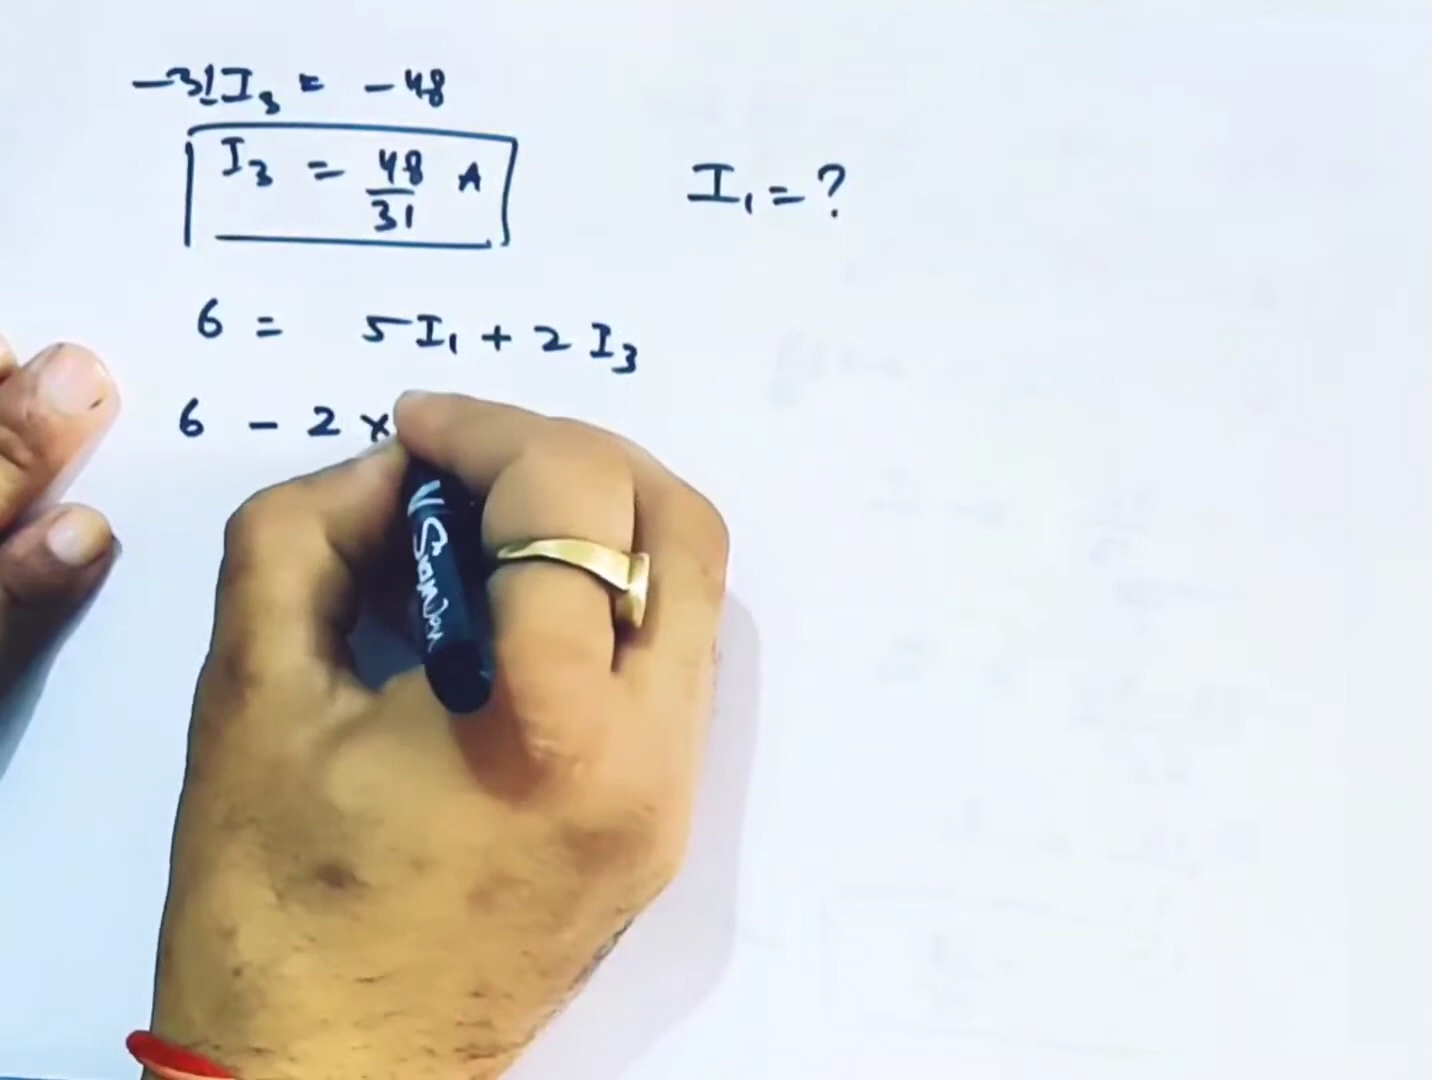 -31I₃ = -48
I₃ = 48/31 A
I₁ = ?
6 = 5I₁ + 2I₃
6 - 2 ×